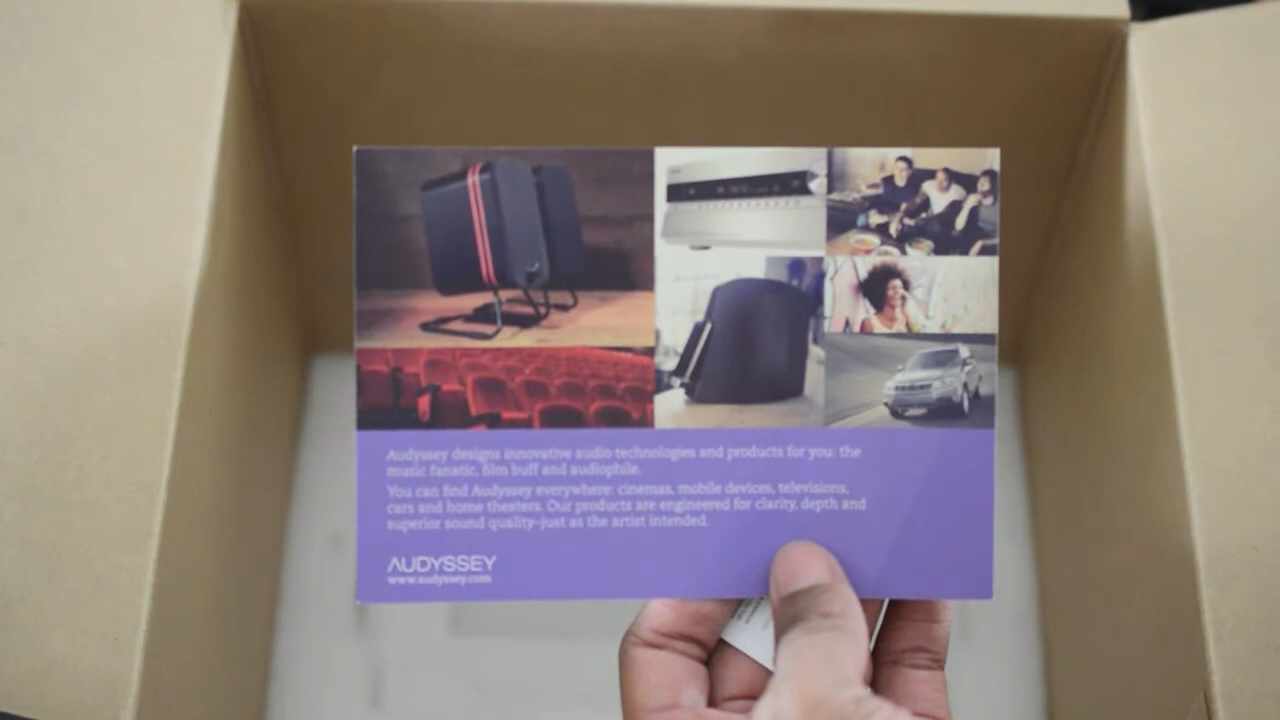 Audyssey designs innovative audio technologies and products for you: the
music fanatic, film buff and audiophile.
You can find Audyssey everywhere: cinemas, mobile devices, televisions,
cars and home theaters. Our products are engineered for clarity, depth and
superior sound quality–just as the artist intended.
AUDYSSEY
www.audyssey.com